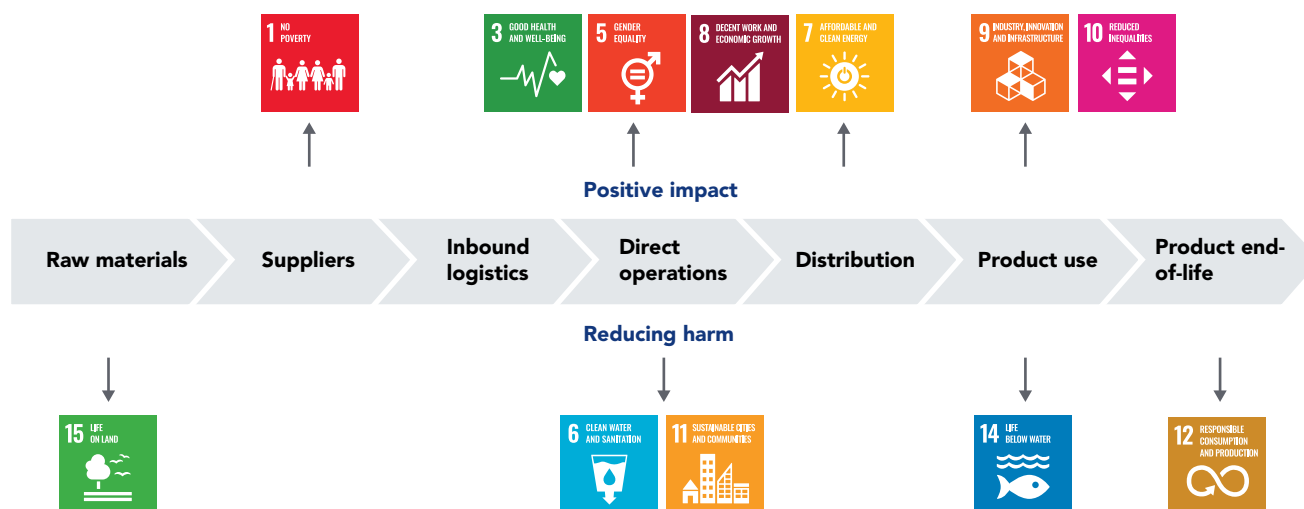 1 NO
POVERTY
3 GOOD HEALTH
AND WELL-BEING
5 GENDER
EQUALITY
8 DECENT WORK AND
ECONOMIC GROWTH
7 AFFORDABLE AND
CLEAN ENERGY
9 INDUSTRY, INNOVATION
AND INFRASTRUCTURE
10 REDUCED
INEQUALITIES
Positive impact
Raw materials
Suppliers
Inbound
logistics
Direct
operations
Distribution
Product use
Product end-
of-life
Reducing harm
15 LIFE
ON LAND
6 CLEAN WATER
AND SANITATION
11 SUSTAINABLE CITIES
AND COMMUNITIES
14 LIFE
BELOW WATER
12 RESPONSIBLE
CONSUMPTION
AND PRODUCTION